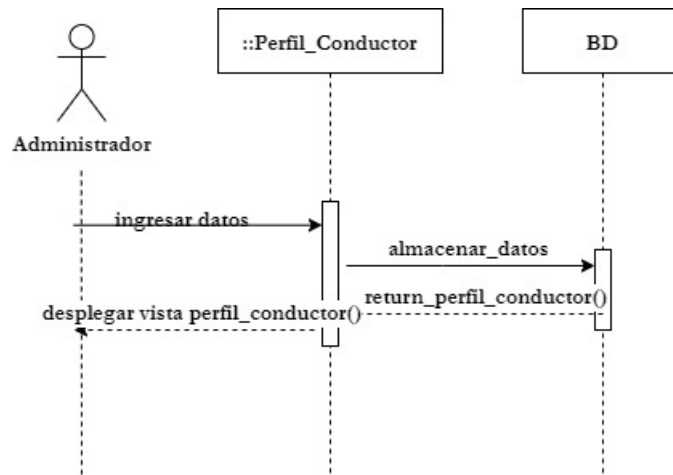 ::Perfil_Conductor
BD
Administrador
ingresar datos
almacenar_datos
return_perfil_conductor()
desplegar vista perfil_conductor()